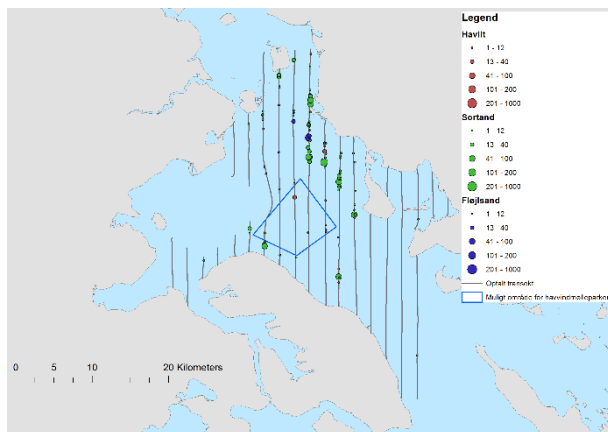 Legend
Havlit
1 - 12
13 - 40
41 - 100
101 - 200
201 - 1000
Sortand
1 - 12
13 - 40
41 - 100
101 - 200
201 - 1000
Fløjlsand
1 - 12
13 - 40
41 - 100
101 - 200
201 - 1000
Optalt transekt
Muligt område for havvindmølleparker
0 5 10 20 Kilometers